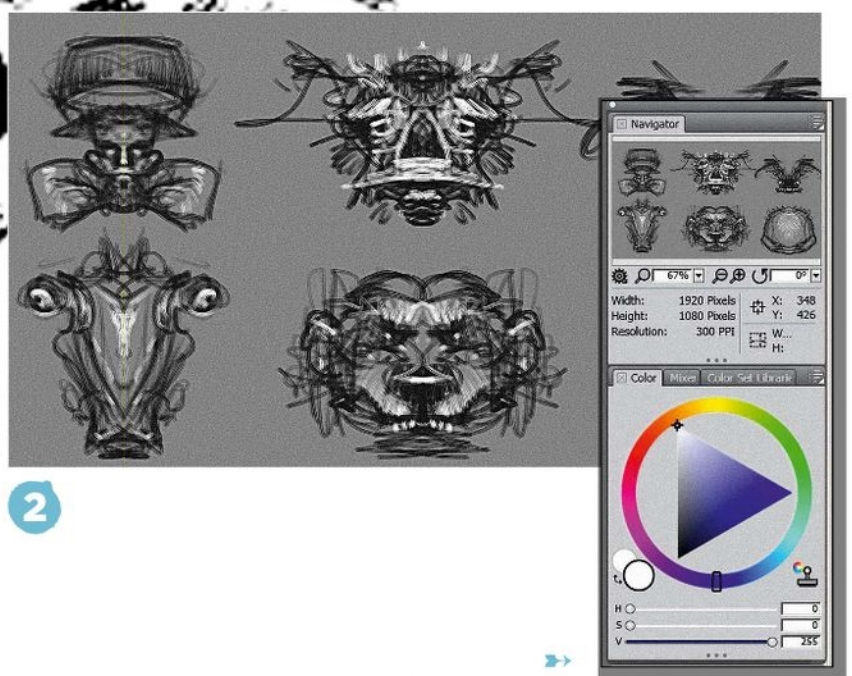 Navigator
67%
0°
Width: 1920 Pixels
Height: 1080 Pixels
Resolution: 300 PPI
X: 348
Y: 426
W...
H:
Color
Mixer
Color Set Librarie
H 0
S 0
V 255
2